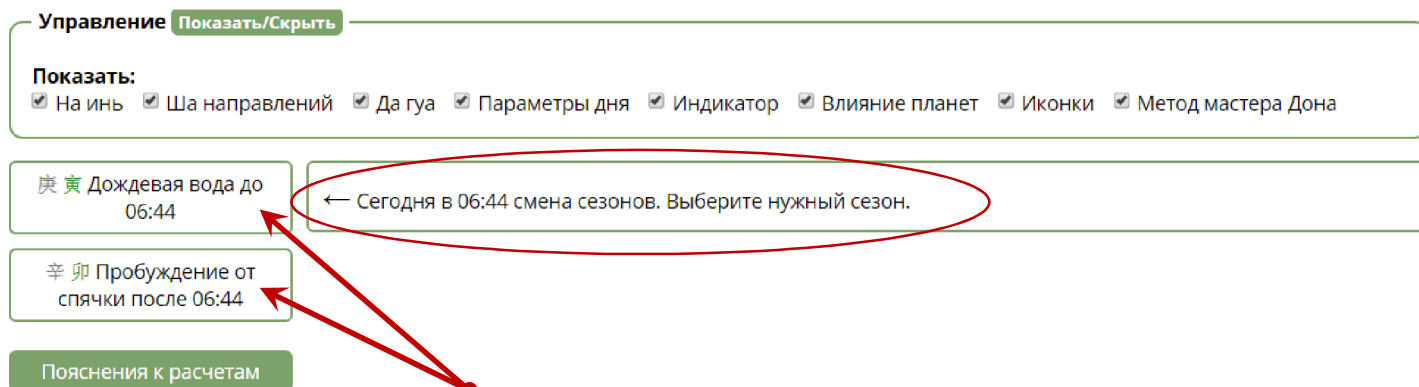 Управление Показать/Скрыть
Показать:
На инь Ша направлений Да гуа Параметры дня Индикатор Влияние планет Иконки Метод мастера Дона
庚 寅 Дождевая вода до
06:44
← Сегодня в 06:44 смена сезонов. Выберите нужный сезон.
辛 卯 Пробуждение от
спячки после 06:44
Пояснения к расчетам